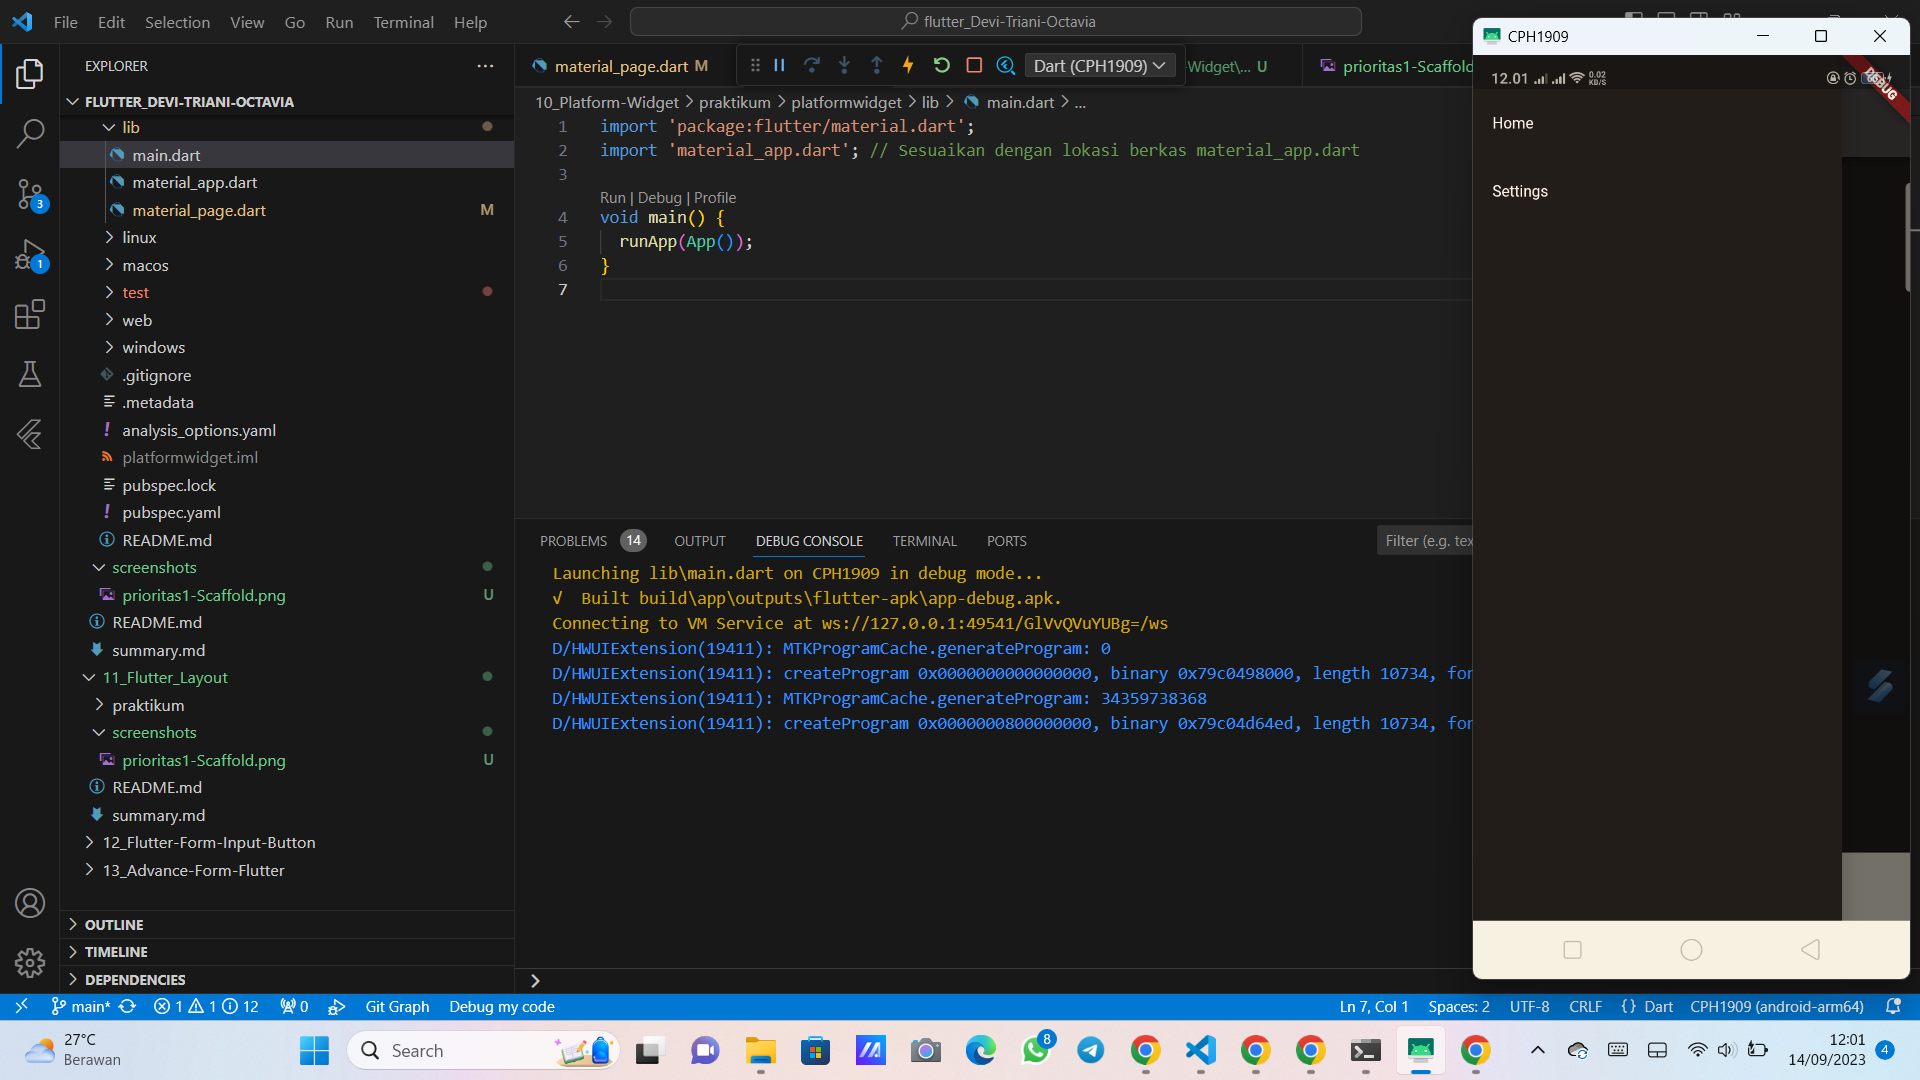 File Edit Selection View Go Run Terminal Help
flutter_Devi-Triani-Octavia
EXPLORER
FLUTTER_DEVI-TRIANI-OCTAVIA
lib
main.dart
material_app.dart
material_page.dart M
linux
macos
test
web
windows
.gitignore
.metadata
analysis_options.yaml
platformwidget.iml
pubspec.lock
pubspec.yaml
README.md
screenshots
prioritas1-Scaffold.png U
README.md
summary.md
11_Flutter_Layout
praktikum
screenshots
prioritas1-Scaffold.png U
README.md
summary.md
12_Flutter-Form-Input-Button
13_Advance-Form-Flutter
OUTLINE
TIMELINE
DEPENDENCIES
3
1
material_page.dart M
Dart (CPH1909)
Widget\... U
prioritas1-Scaffold
10_Platform-Widget > praktikum > platformwidget > lib > main.dart > ...
1 import 'package:flutter/material.dart';
2 import 'material_app.dart'; // Sesuaikan dengan lokasi berkas material_app.dart
3
Run | Debug | Profile
4 void main() {
5 runApp(App());
6 }
7
PROBLEMS 14 OUTPUT DEBUG CONSOLE TERMINAL PORTS
Filter (e.g. tex
Launching lib\main.dart on CPH1909 in debug mode...
√ Built build\app\outputs\flutter-apk\app-debug.apk.
Connecting to VM Service at ws://127.0.0.1:49541/GlVvQVuYUBg=/ws
D/HWUIExtension(19411): MTKProgramCache.generateProgram: 0
D/HWUIExtension(19411): createProgram 0x0000000000000000, binary 0x79c0498000, length 10734, for
D/HWUIExtension(19411): MTKProgramCache.generateProgram: 34359738368
D/HWUIExtension(19411): createProgram 0x0000000800000000, binary 0x79c04d64ed, length 10734, for
CPH1909
12.01 0.02 KB/S
DEBUG
Home
Settings
main* 1 1 12 0 Git Graph Debug my code
Ln 7, Col 1 Spaces: 2 UTF-8 CRLF {} Dart CPH1909 (android-arm64)
27°C
Berawan
Search
8
12:01
14/09/2023
4